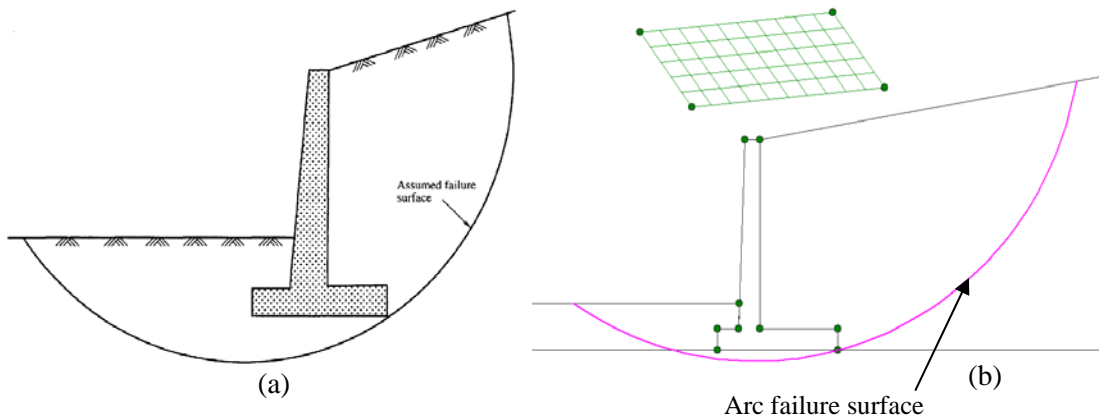 Assumed failure
surface
(a)
(b)
Arc failure surface